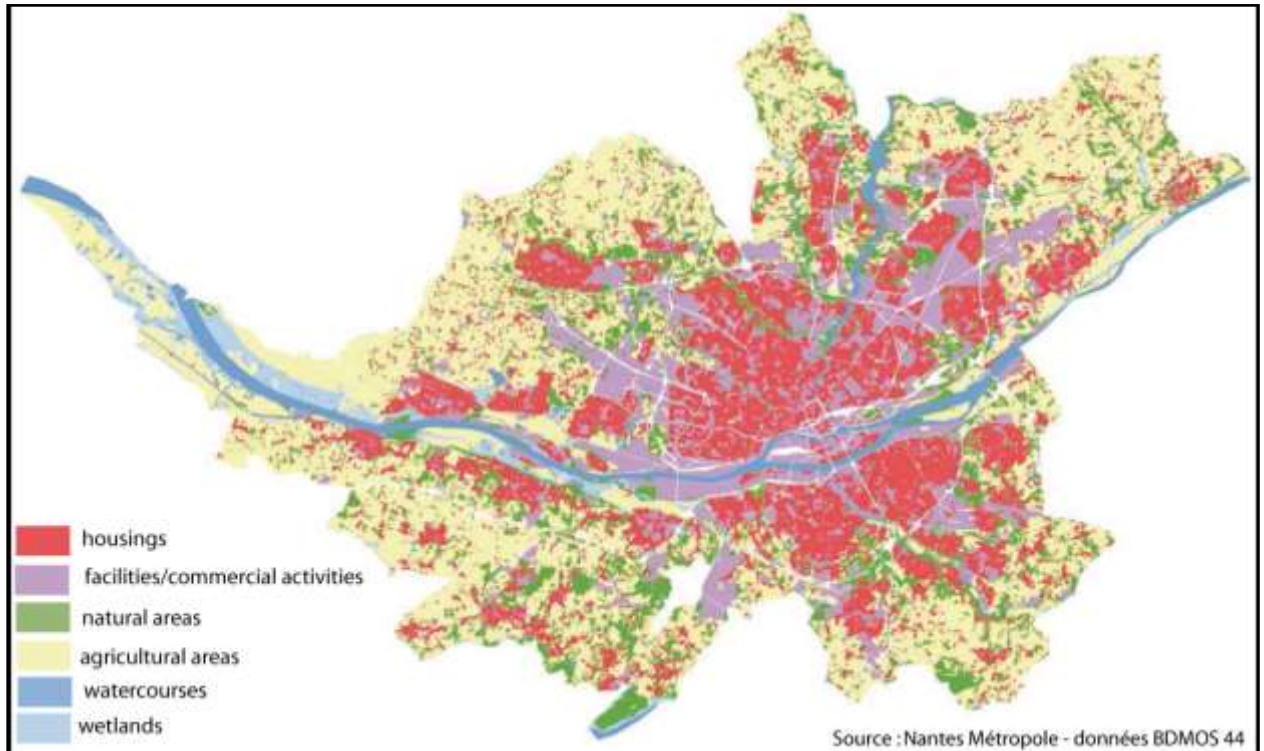 housings
facilities/commercial activities
natural areas
agricultural areas
watercourses
wetlands
Source : Nantes Métropole - données BDMOS 44